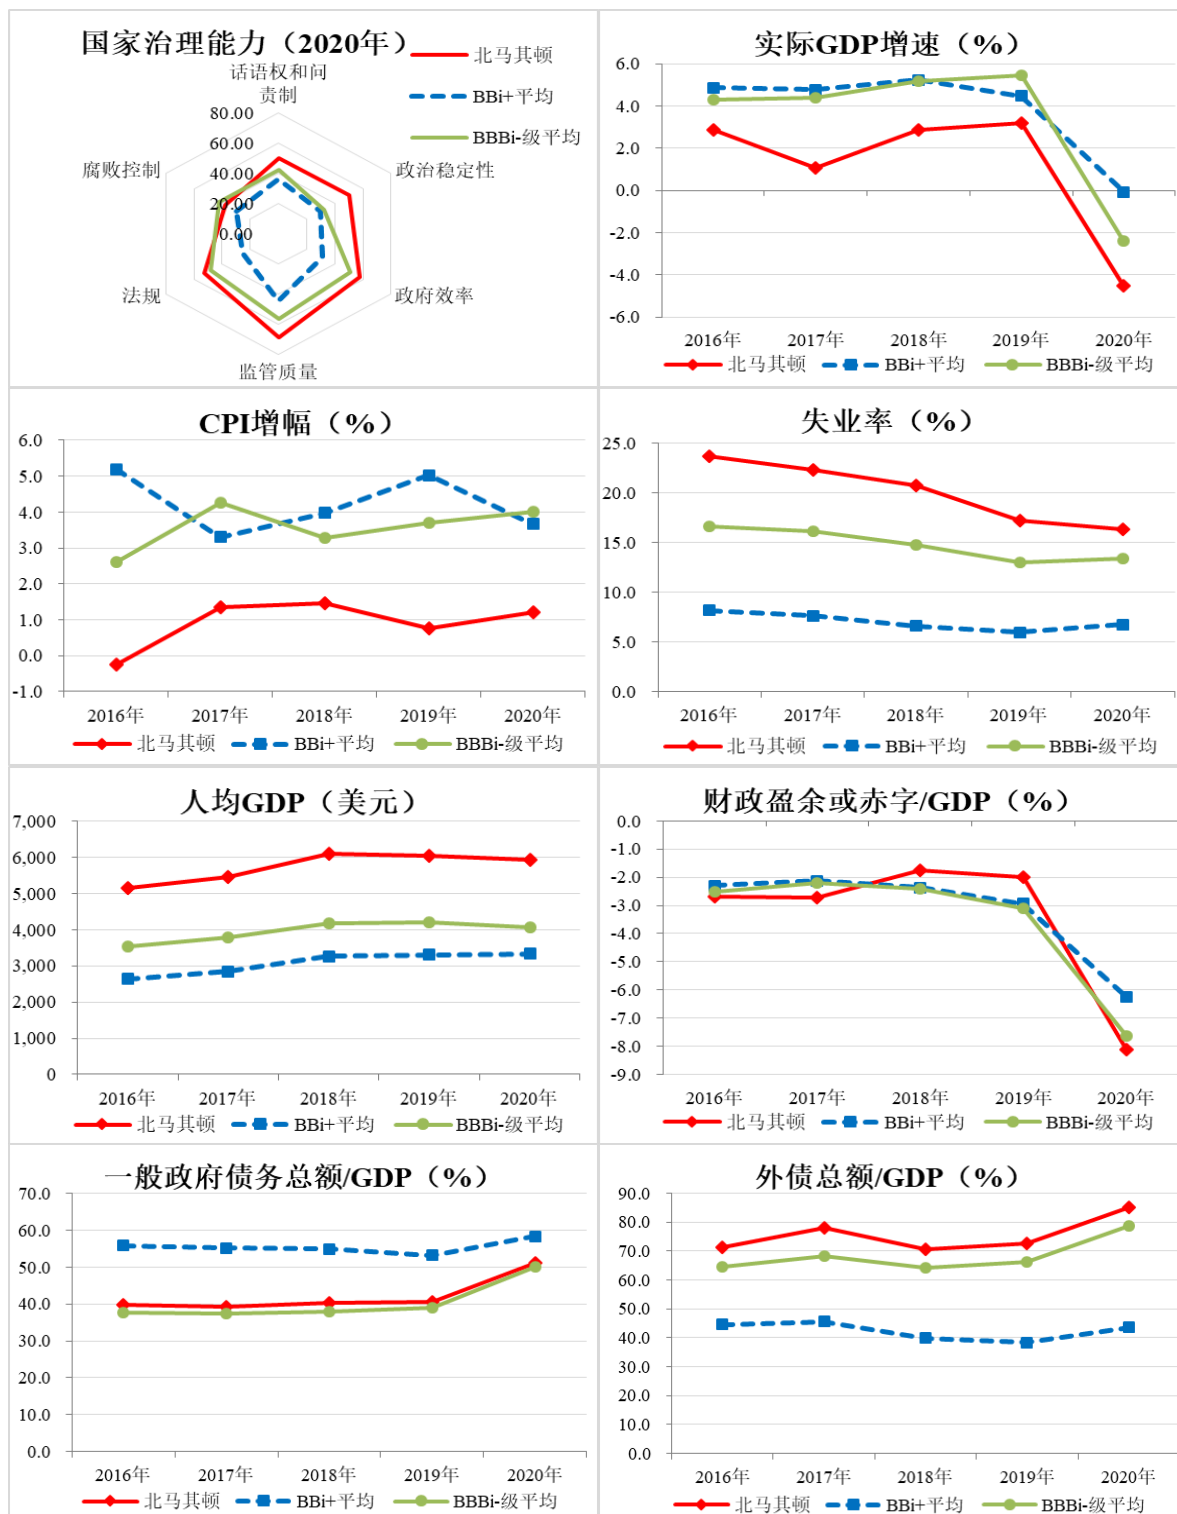 国家治理能力（2020年）
北马其顿
BBi+平均
BBBi-级平均
话语权和问
责制
80.00
60.00
40.00
20.00
0.00
腐败控制
政治稳定性
法规
政府效率
监管质量
实际GDP增速（%）
6.0
4.0
2.0
0.0
-2.0
-4.0
-6.0
2016年 2017年 2018年 2019年 2020年
北马其顿 BBi+平均 BBBi-级平均
CPI增幅（%）
6.0
5.0
4.0
3.0
2.0
1.0
0.0
-1.0
2016年 2017年 2018年 2019年 2020年
北马其顿 BBi+平均 BBBi-级平均
失业率（%）
25.0
20.0
15.0
10.0
5.0
0.0
2016年 2017年 2018年 2019年 2020年
北马其顿 BBi+平均 BBBi-级平均
人均GDP（美元）
7,000
6,000
5,000
4,000
3,000
2,000
1,000
0
2016年 2017年 2018年 2019年 2020年
北马其顿 BBi+平均 BBBi-级平均
财政盈余或赤字/GDP（%）
0.0
-1.0
-2.0
-3.0
-4.0
-5.0
-6.0
-7.0
-8.0
-9.0
2016年 2017年 2018年 2019年 2020年
北马其顿 BBi+平均 BBBi-级平均
一般政府债务总额/GDP（%）
70.0
60.0
50.0
40.0
30.0
20.0
10.0
0.0
2016年 2017年 2018年 2019年 2020年
北马其顿 BBi+平均 BBBi-级平均
外债总额/GDP（%）
90.0
80.0
70.0
60.0
50.0
40.0
30.0
20.0
10.0
0.0
2016年 2017年 2018年 2019年 2020年
北马其顿 BBi+平均 BBBi-级平均